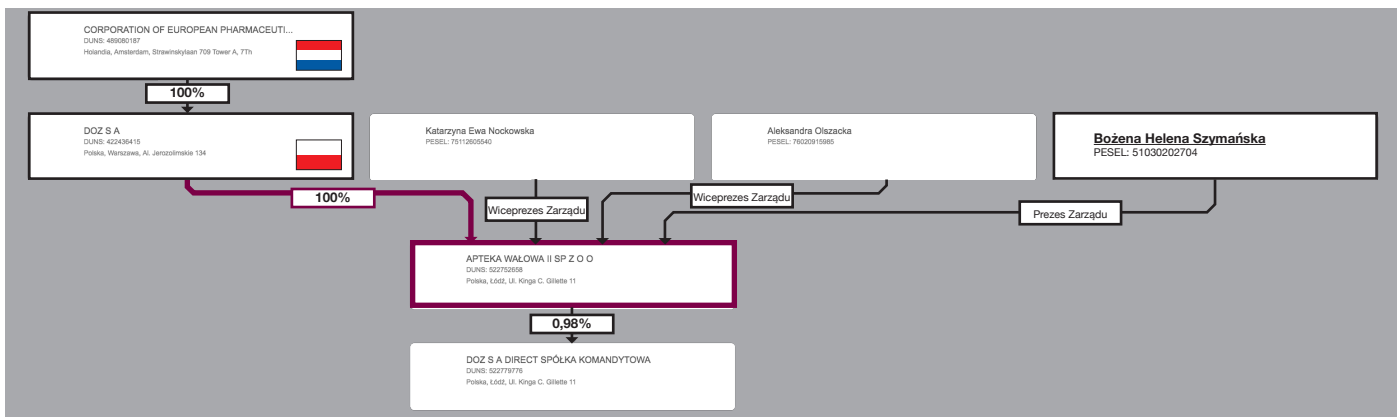 CORPORATION OF EUROPEAN PHARMACEUTI...
DUNS: 489080187
Holandia, Amsterdam, Strawinskylaan 709 Tower A, 7Th
100%
DOZ S A
DUNS: 422436415
Polska, Warszawa, Al. Jerozolimskie 134
Katarzyna Ewa Nockowska
PESEL: 75112605540
Aleksandra Olszacka
PESEL: 76020915985
Bożena Helena Szymańska
PESEL: 51030202704
100%
Wiceprezes Zarządu
Wiceprezes Zarządu
Prezes Zarządu
APTEKA WAŁOWA II SP Z O O
DUNS: 522752658
Polska, Łódź, Ul. Kinga C. Gillette 11
0,98%
DOZ S A DIRECT SPÓŁKA KOMANDYTOWA
DUNS: 522779776
Polska, Łódź, Ul. Kinga C. Gillette 11